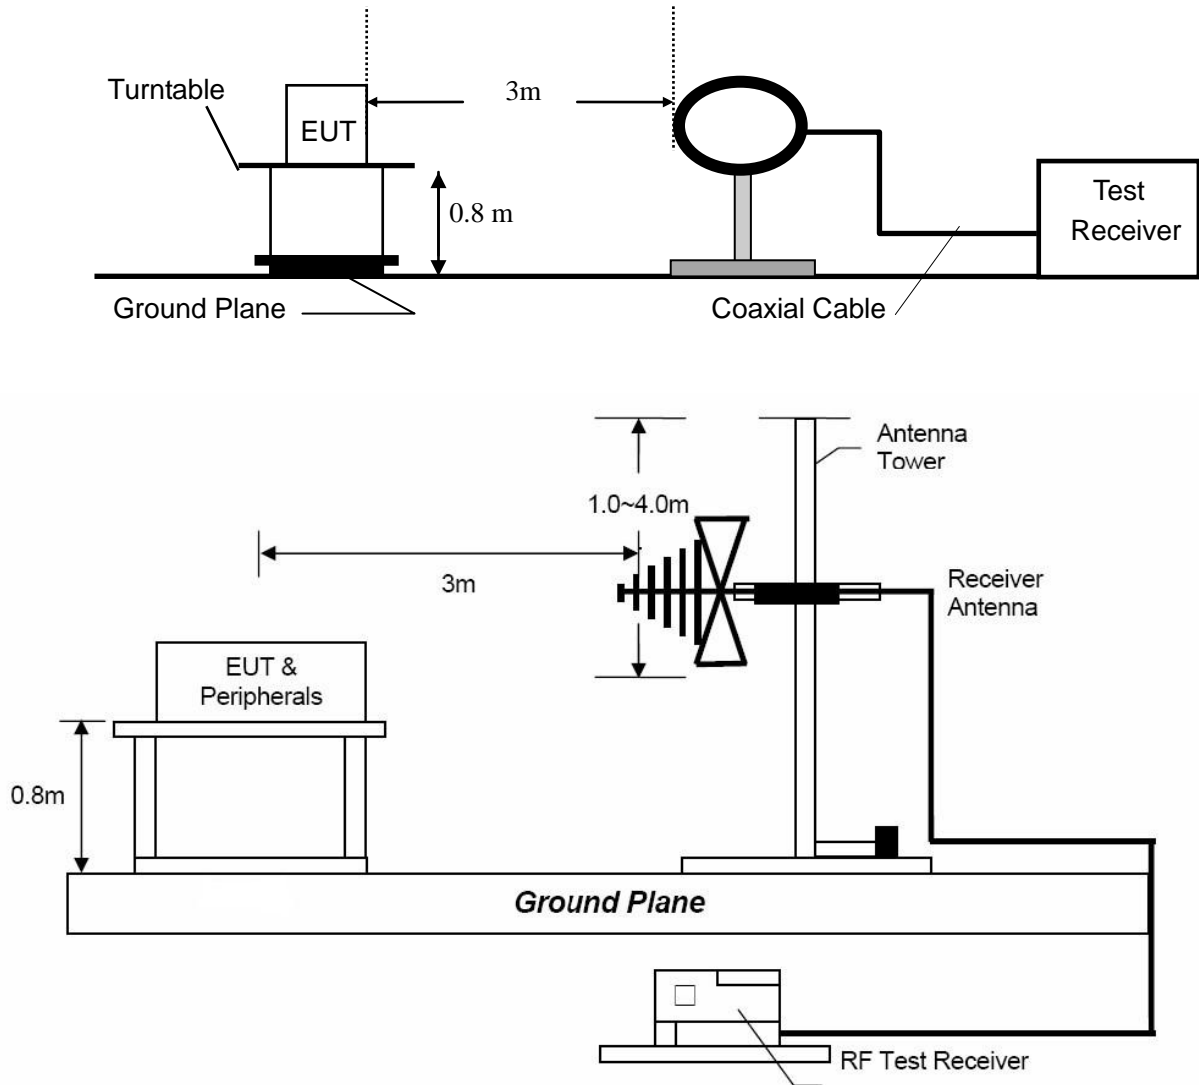 Turntable
3m
EUT
0.8 m
Test
Receiver
Ground Plane
Coaxial Cable
Antenna
Tower
1.0~4.0m
3m
Receiver
Antenna
EUT &
Peripherals
0.8m
Ground Plane
RF Test Receiver